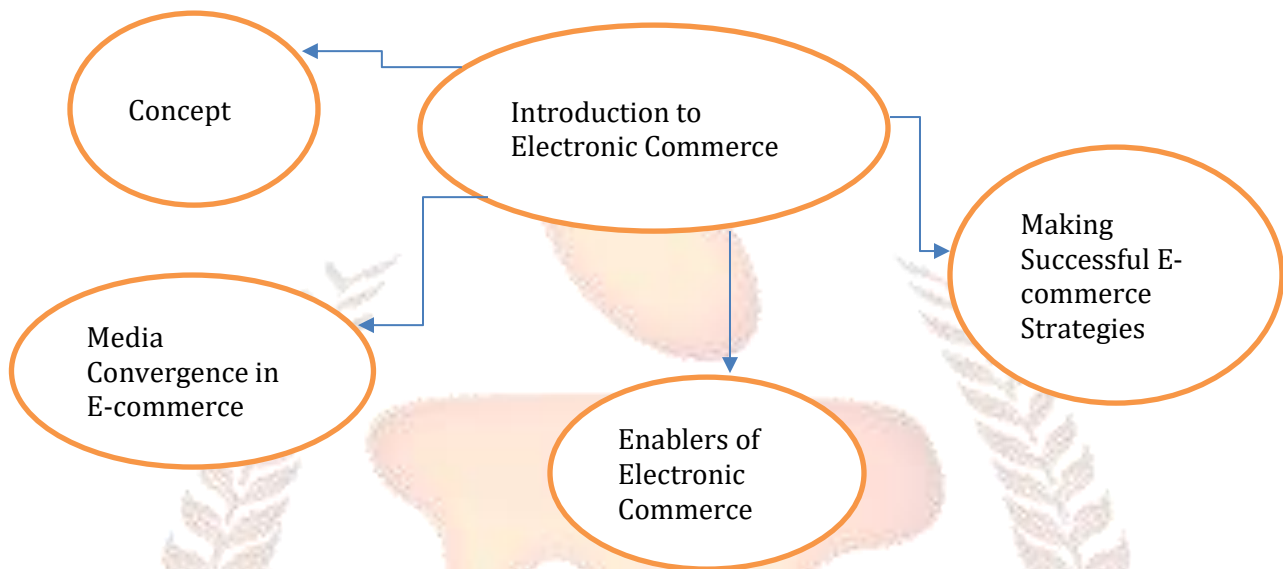 Concept
Introduction to
Electronic Commerce
Making
Successful E-
commerce
Strategies
Media
Convergence in
E-commerce
Enablers of
Electronic
Commerce